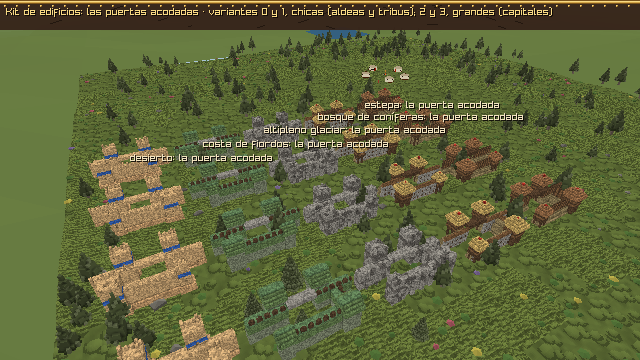 Kit de edificios: las puertas acodadas · variantes 0 y 1, chicas (aldeas y tribus); 2 y 3, grandes (capitales)
estepa: la puerta acodada
bosque de coníferas: la puerta acodada
altiplano glaciar: la puerta acodada
costa de fiordos: la puerta acodada
desierto: la puerta acodada